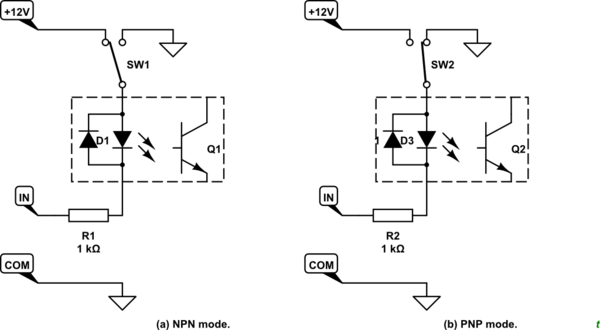 +12V
SW1
D1
Q1
IN
R1
1 kΩ
COM
(a) NPN mode.
+12V
SW2
1
D3
Q2
IN
R2
1 kΩ
COM
(b) PNP mode.
t